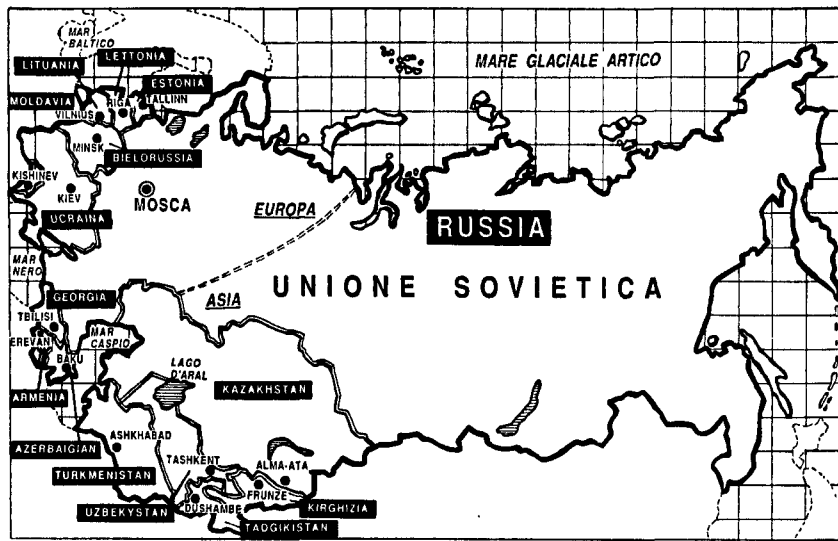 MAR
BALTICO
LETTONIA
LITUANIA
ESTONIA
MARE GLACIALE ARTICO
TALLINN
MOLDAVIA
RIGA
VILNIUS
MINSK
BIELORUSSIA
KISHINEV
KIEV
MOSCA
UCRAINA
EUROPA
RUSSIA
MAR
NERO
UNIONE SOVIETICA
GEORGIA
ASIA
TBILISI
MAR
CASPIO
EREVAN
BAKU
LAGO
D'ARAL
KAZAKHSTAN
ARMENIA
ASHKHABAD
AZERBAIGIAN
TASHKENT
ALMA-ATA
TURKMENISTAN
FRUNZE
DUSHAMBE
UZBEKYSTAN
KIRGHIZIA
TADGIKISTAN